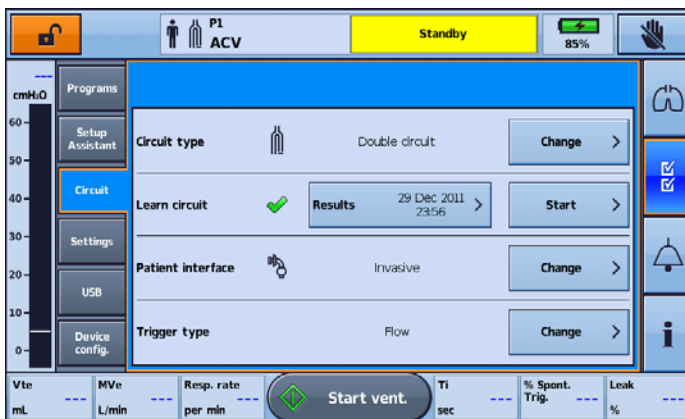 P1
ACV
Standby
85%
---
cmH2O
60
50
40
30
20
10
0
Programs
Setup
Assistant
Circuit
Settings
USB
Device
config.
Circuit type
Double circuit
Change >
Learn circuit
Results
29 Dec 2011
23:56
>
Start >
Patient interface
Invasive
Change >
Trigger type
Flow
Change >
i
Vte
---
mL
MVe
---
L/min
Resp. rate
per min
Start vent.
Ti
---
sec
% Spont.
Trig.
---
Leak
---
%